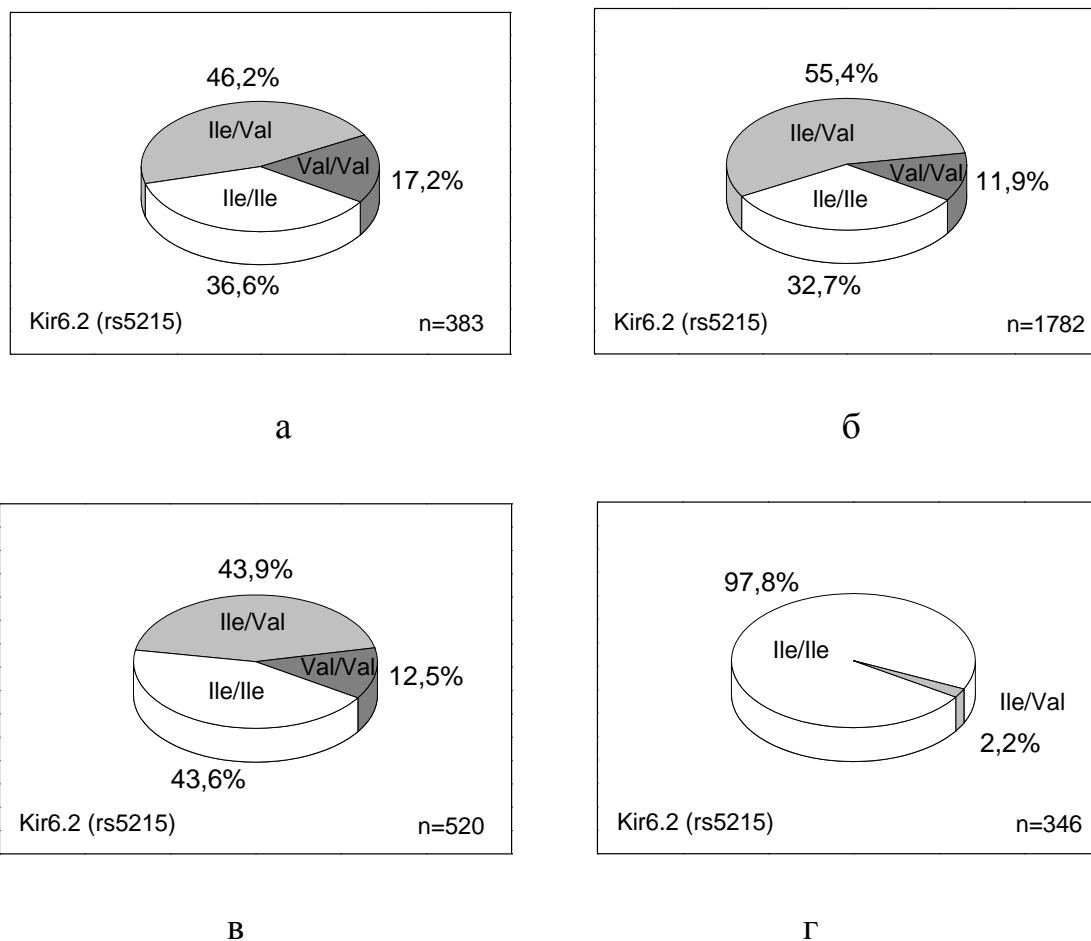 46,2%
Ile/Val
Val/Val
17,2%
Ile/Ile
36,6%
Kir6.2 (rs5215)
n=383
а
55,4%
Ile/Val
Val/Val
11,9%
Ile/Ile
32,7%
Kir6.2 (rs5215)
n=1782
б
43,9%
Ile/Val
Val/Val
12,5%
Ile/Ile
43,6%
Kir6.2 (rs5215)
n=520
в
97,8%
Ile/Ile
Ile/Val
2,2%
Kir6.2 (rs5215)
n=346
г